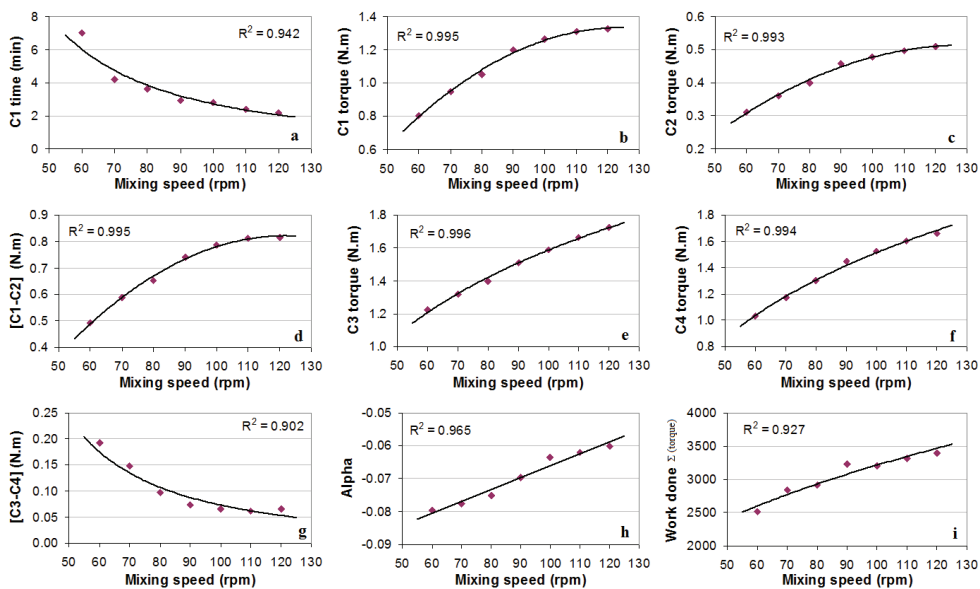 8
6
4
2
0
C1 time (min)
R² = 0.942
a
50 60 70 80 90 100 110 120 130
Mixing speed (rpm)
1.4
1.2
1.0
0.8
0.6
C1 torque (N.m)
R² = 0.995
b
50 60 70 80 90 100 110 120 130
Mixing speed (rpm)
0.6
0.5
0.4
0.3
0.2
C2 torque (N.m)
R² = 0.993
c
50 60 70 80 90 100 110 120 130
Mixing speed (rpm)
0.9
0.8
0.7
0.6
0.5
0.4
[C1-C2] (N.m)
R² = 0.995
d
50 60 70 80 90 100 110 120 130
Mixing speed (rpm)
1.8
1.6
1.4
1.2
1.0
C3 torque (N.m)
R² = 0.996
e
50 60 70 80 90 100 110 120 130
Mixing speed (rpm)
1.8
1.6
1.4
1.2
1.0
0.8
C4 torque (N.m)
R² = 0.994
f
50 60 70 80 90 100 110 120 130
Mixing speed (rpm)
0.25
0.20
0.15
0.10
0.05
0.00
[C3-C4] (N.m)
R² = 0.902
g
50 60 70 80 90 100 110 120 130
Mixing speed (rpm)
-0.05
-0.06
-0.07
-0.08
-0.09
Alpha
R² = 0.965
h
50 60 70 80 90 100 110 120 130
Mixing speed (rpm)
4000
3500
3000
2500
2000
Work done Σ (torque)
R² = 0.927
i
50 60 70 80 90 100 110 120 130
Mixing speed (rpm)